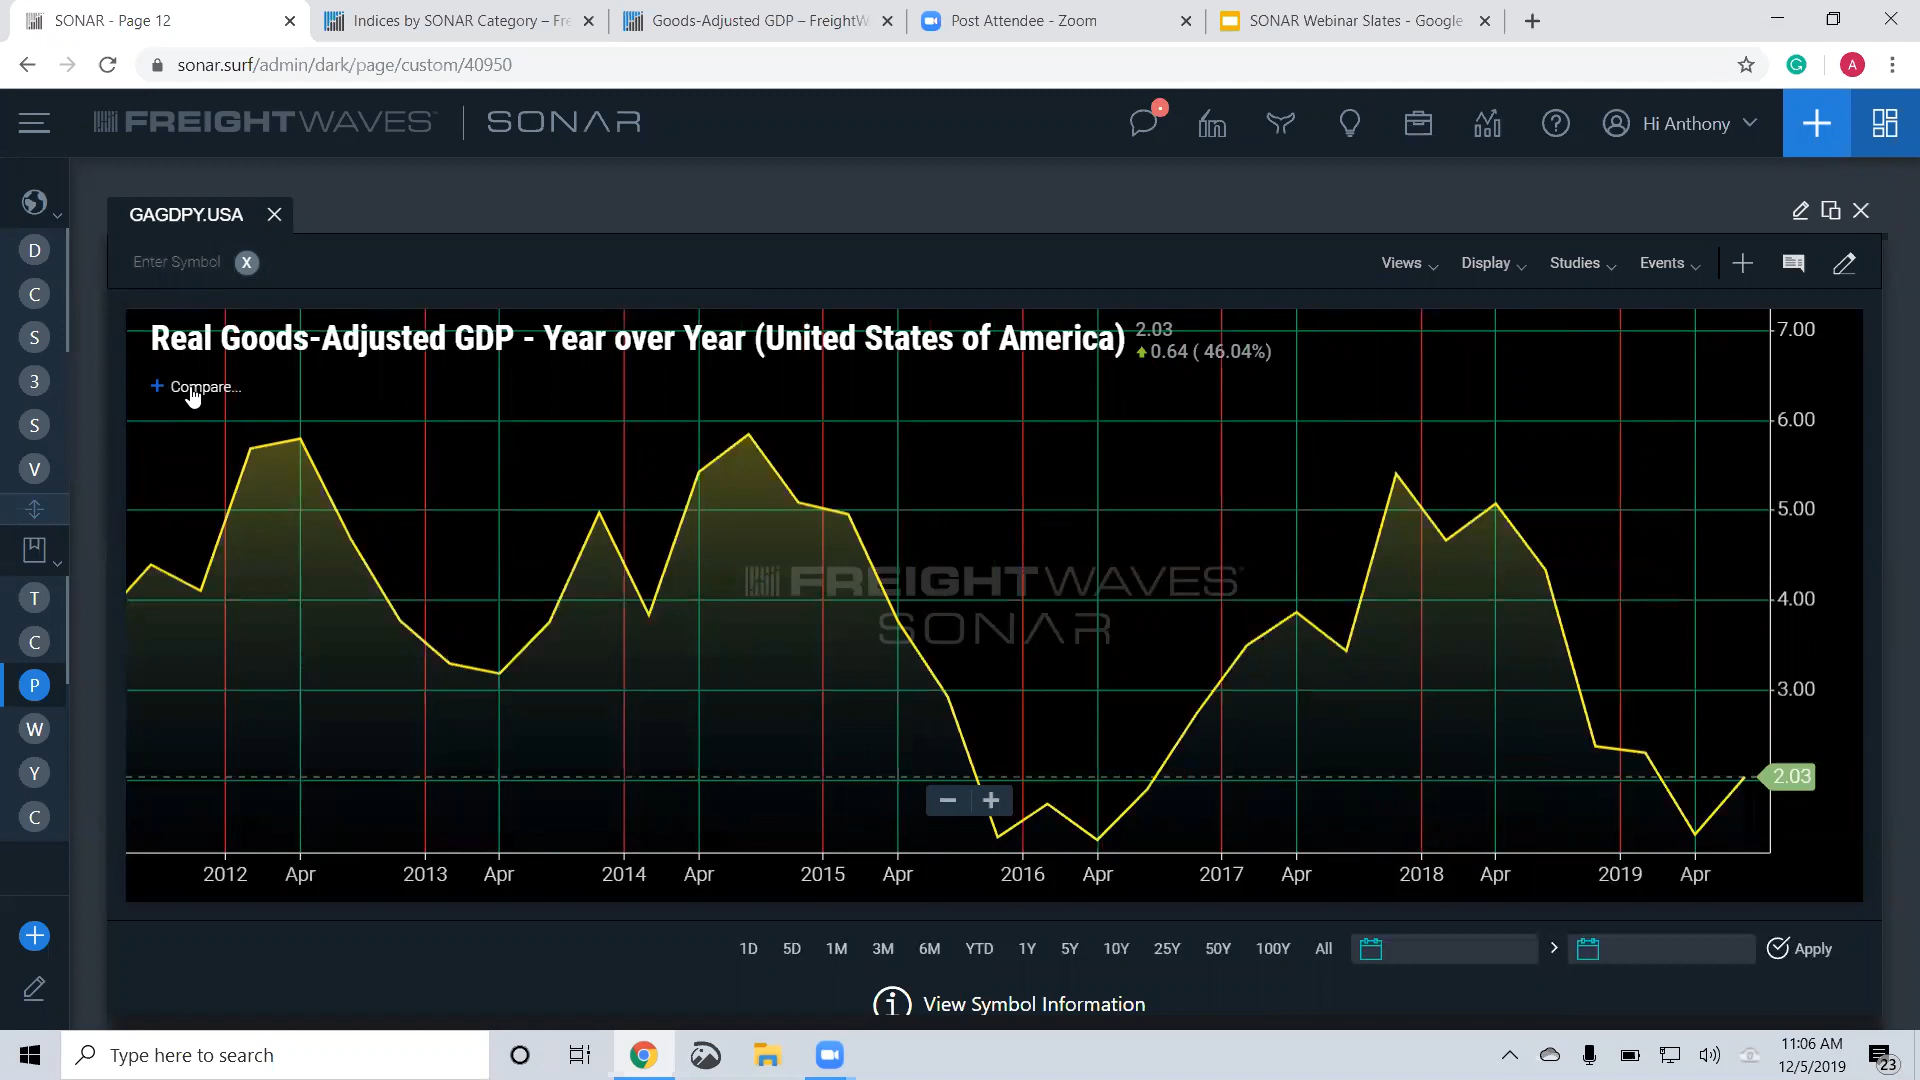 SONAR - Page 12
Indices by SONAR Category – Fre
Goods-Adjusted GDP – FreightW
Post Attendee - Zoom
SONAR Webinar Slates - Google
sonar.surf/admin/dark/page/custom/40950
G
A
FREIGHTWAVES SONAR
Hi Anthony
GAGDPY.USA
Enter Symbol X
Views
Display
Studies
Events
D
C
S
3
S
V
T
C
P
W
Y
C
Real Goods-Adjusted GDP - Year over Year (United States of America)
2.03
0.64 ( 46.04%)
+ Compare...
FREIGHTWAVES
SONAR
7.00
6.00
5.00
4.00
3.00
2.03
2012 Apr 2013 Apr 2014 Apr 2015 Apr 2016 Apr 2017 Apr 2018 Apr 2019 Apr
1D 5D 1M 3M 6M YTD 1Y 5Y 10Y 25Y 50Y 100Y All
Apply
View Symbol Information
Type here to search
11:06 AM
12/5/2019
23